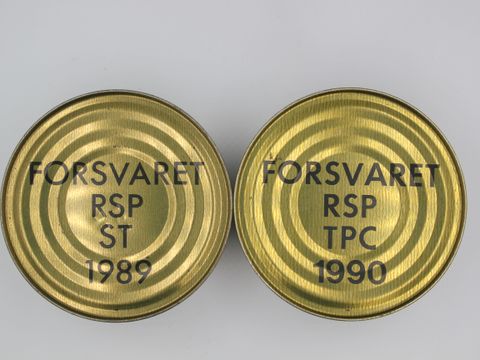 FORSVARET
RSP
ST
1989
FORSVARET
RSP
TPC
1990